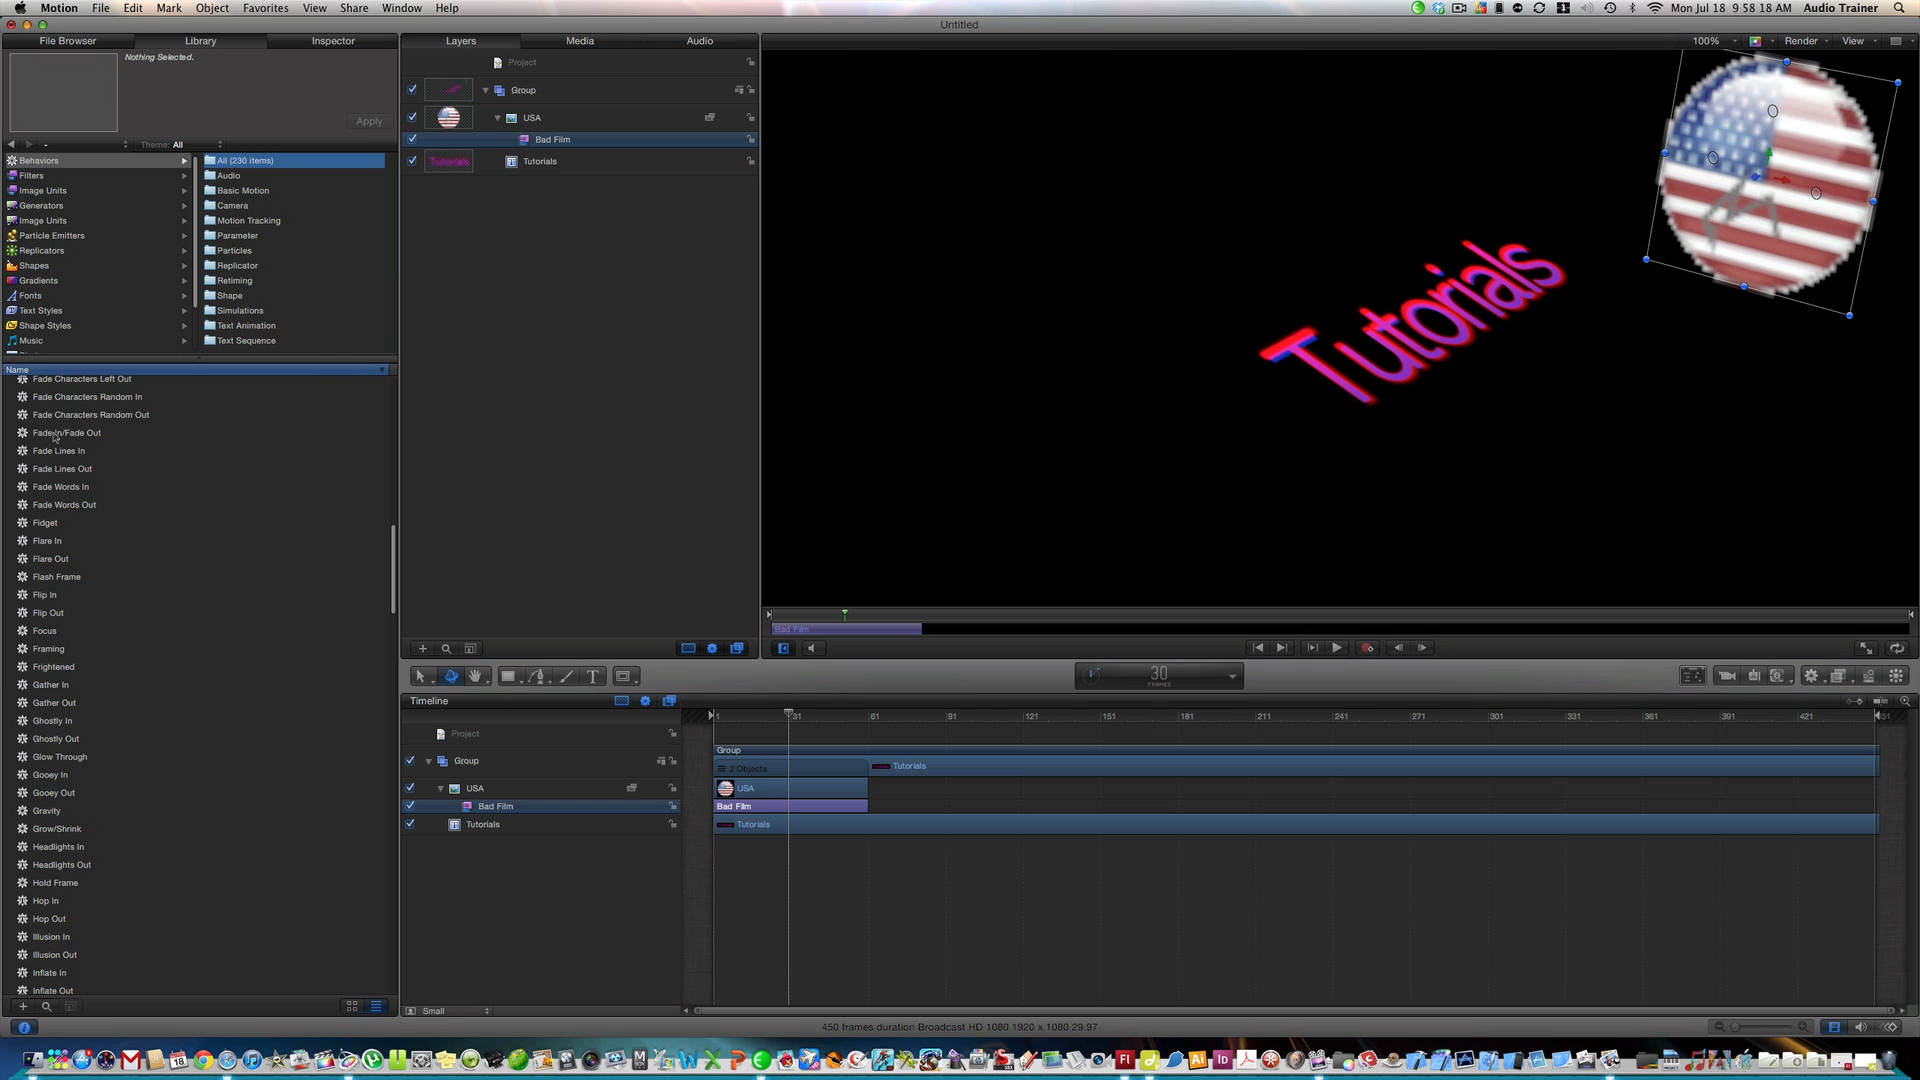 Motion File Edit Mark Object Favorites View Share Window Help
Mon Jul 18 9 58 18 AM Audio Trainer
Untitled
File Browser Library Inspector
Nothing Selected.
Apply
Theme: All
Behaviors
Filters
Image Units
Generators
Image Units
Particle Emitters
Replicators
Shapes
Gradients
Fonts
Text Styles
Shape Styles
Music
All (230 items)
Audio
Basic Motion
Camera
Motion Tracking
Parameter
Particles
Replicator
Retiming
Shape
Simulations
Text Animation
Text Sequence
Name
Fade Characters Left Out
Fade Characters Random In
Fade Characters Random Out
Fade In/Fade Out
Fade Lines In
Fade Lines Out
Fade Words In
Fade Words Out
Fidget
Flare In
Flare Out
Flash Frame
Flip In
Flip Out
Focus
Framing
Frightened
Gather In
Gather Out
Ghostly In
Ghostly Out
Glow Through
Gooey In
Gooey Out
Gravity
Grow/Shrink
Headlights In
Headlights Out
Hold Frame
Hop In
Hop Out
Illusion In
Illusion Out
Inflate In
Inflate Out
Layers Media Audio
Project
Group
USA
Bad Film
Tutorials
Tutorials
100% Render View
Tutorials
Bad Film
30
FRAMES
Timeline
1 31 61 91 121 151 181 211 241 271 301 331 361 391 421
Project
Group
USA
Bad Film
Tutorials
Group
2 Objects
Tutorials
USA
Bad Film
Tutorials
Small
450 frames duration Broadcast HD 1080 1920 x 1080 29.97